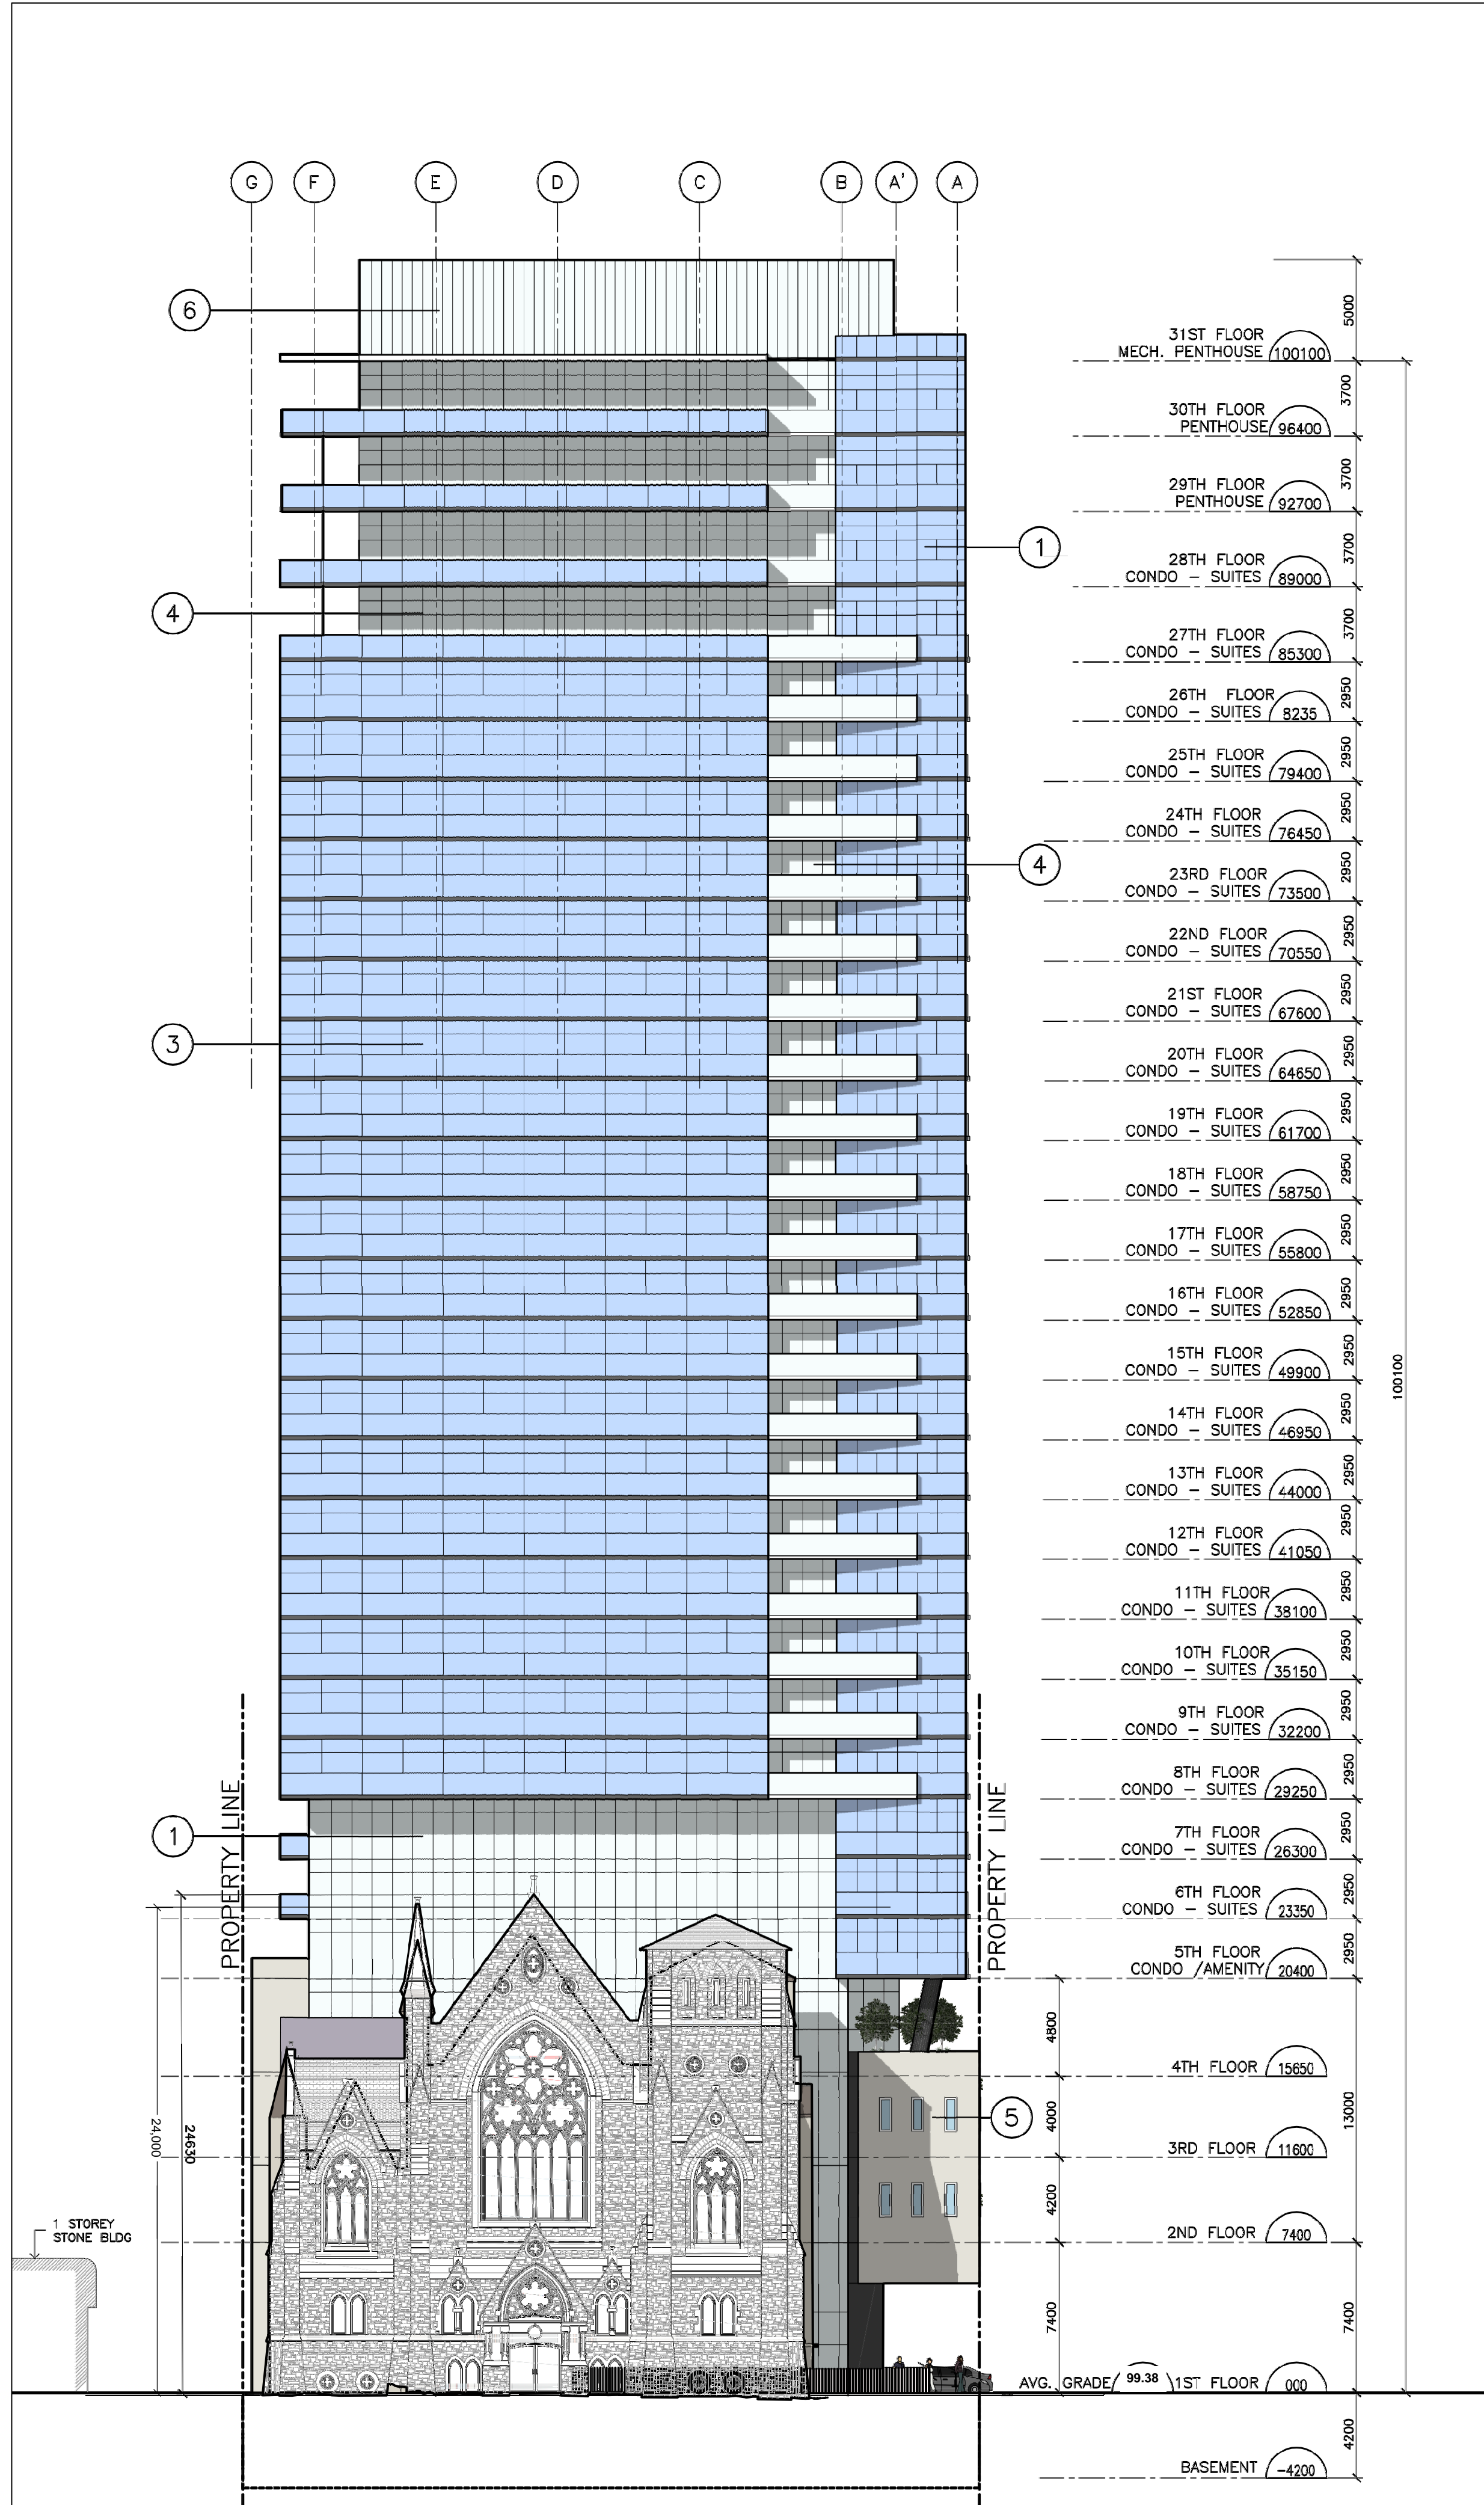 G F E D C B A' A
6
5000
31ST FLOOR
MECH. PENTHOUSE 100100
3700
30TH FLOOR
PENTHOUSE 96400
3700
29TH FLOOR
PENTHOUSE 92700
1
3700
28TH FLOOR
CONDO - SUITES 89000
4
3700
27TH FLOOR
CONDO - SUITES 85300
2950
26TH FLOOR
CONDO - SUITES 8235
2950
25TH FLOOR
CONDO - SUITES 79400
2950
24TH FLOOR
CONDO - SUITES 76450
4
2950
23RD FLOOR
CONDO - SUITES 73500
2950
22ND FLOOR
CONDO - SUITES 70550
2950
21ST FLOOR
CONDO - SUITES 67600
3
2950
20TH FLOOR
CONDO - SUITES 64650
2950
19TH FLOOR
CONDO - SUITES 61700
2950
18TH FLOOR
CONDO - SUITES 58750
2950
17TH FLOOR
CONDO - SUITES 55800
2950
16TH FLOOR
CONDO - SUITES 52850
2950
15TH FLOOR
CONDO - SUITES 49900
100100
2950
14TH FLOOR
CONDO - SUITES 46950
2950
13TH FLOOR
CONDO - SUITES 44000
2950
12TH FLOOR
CONDO - SUITES 41050
2950
11TH FLOOR
CONDO - SUITES 38100
2950
10TH FLOOR
CONDO - SUITES 35150
2950
9TH FLOOR
CONDO - SUITES 32200
2950
8TH FLOOR
CONDO - SUITES 29250
PROPERTY LINE
PROPERTY LINE
1
2950
7TH FLOOR
CONDO - SUITES 26300
2950
6TH FLOOR
CONDO - SUITES 23350
2950
5TH FLOOR
CONDO /AMENITY 20400
4800
4TH FLOOR 15650
5
4000
13000
24,000
24630
3RD FLOOR 11600
4200
1 STOREY
STONE BLDG
2ND FLOOR 7400
7400
7400
AVG. GRADE 99.38 1ST FLOOR 000
4200
BASEMENT -4200